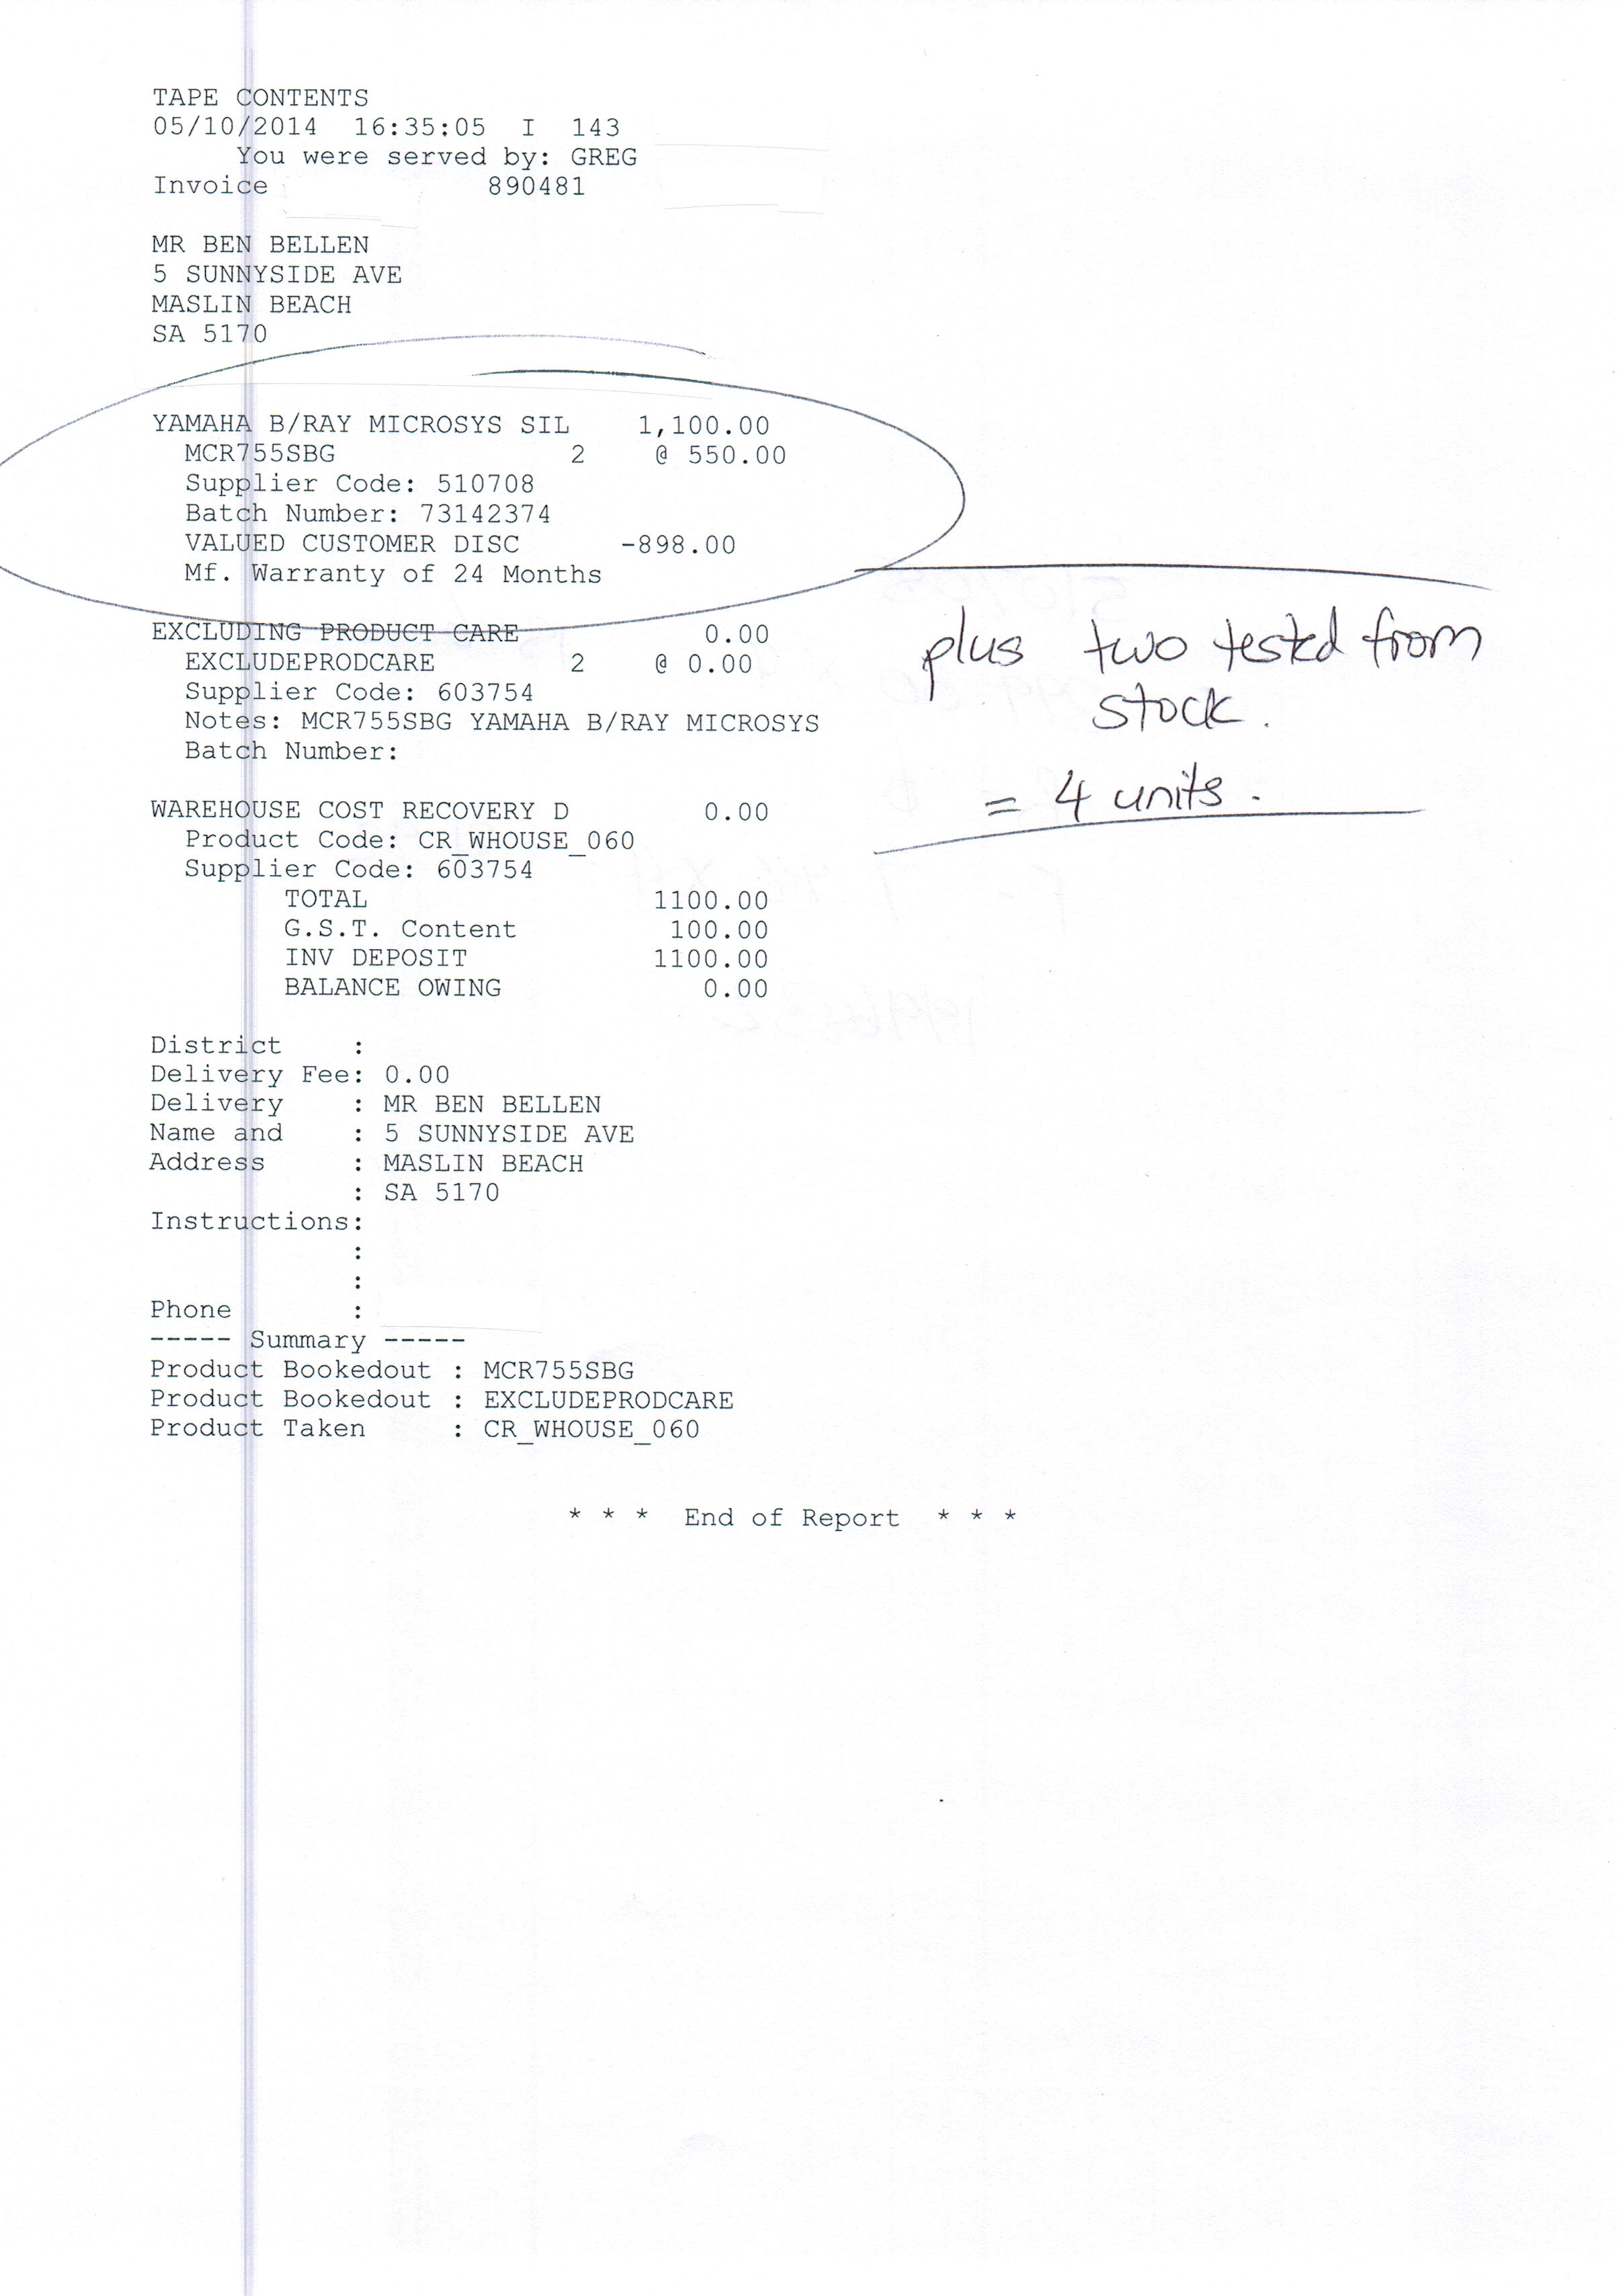 TAPE CONTENTS
05/10/2014  16:35:05  I  143
You were served by: GREG
Invoice  890481
MR BEN BELLEN
5 SUNNYSIDE AVE
MASLIN BEACH
SA 5170
YAMAHA B/RAY MICROSYS SIL  1,100.00
MCR755SBG  2  @ 550.00
Supplier Code: 510708
Batch Number: 73142374
VALUED CUSTOMER DISC  -898.00
Mf. Warranty of 24 Months
EXCLUDING PRODUCT CARE  0.00
EXCLUDEPRODCARE  2  @ 0.00
Supplier Code: 603754
Notes: MCR755SBG YAMAHA B/RAY MICROSYS
Batch Number:
plus two tested from
stock.
= 4 units.
WAREHOUSE COST RECOVERY D  0.00
Product Code: CR_WHOUSE_060
Supplier Code: 603754
TOTAL  1100.00
G.S.T. Content  100.00
INV DEPOSIT  1100.00
BALANCE OWING  0.00
District  :
Delivery Fee: 0.00
Delivery  : MR BEN BELLEN
Name and  : 5 SUNNYSIDE AVE
Address  : MASLIN BEACH
: SA 5170
Instructions:
:
:
Phone  :
----- Summary -----
Product Bookedout : MCR755SBG
Product Bookedout : EXCLUDEPRODCARE
Product Taken  : CR_WHOUSE_060
* * *  End of Report  * * *